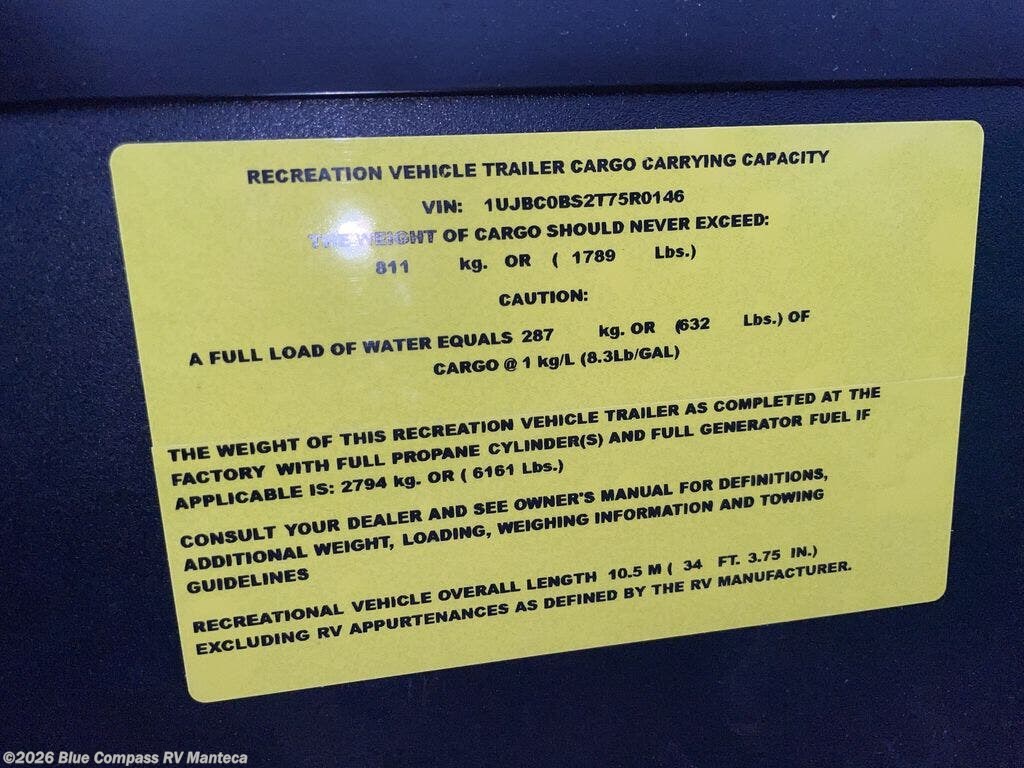 RECREATION VEHICLE TRAILER CARGO CARRYING CAPACITY
VIN: 1UJBC0BS2T75R0146
THE WEIGHT OF CARGO SHOULD NEVER EXCEED:
811 kg. OR ( 1789 Lbs.)
CAUTION:
A FULL LOAD OF WATER EQUALS 287 kg. OR (632 Lbs.) OF
CARGO @ 1 kg/L (8.3Lb/GAL)
THE WEIGHT OF THIS RECREATION VEHICLE TRAILER AS COMPLETED AT THE
FACTORY WITH FULL PROPANE CYLINDER(S) AND FULL GENERATOR FUEL IF
APPLICABLE IS: 2794 kg. OR ( 6161 Lbs.)
CONSULT YOUR DEALER AND SEE OWNER'S MANUAL FOR DEFINITIONS,
ADDITIONAL WEIGHT, LOADING, WEIGHING INFORMATION AND TOWING
GUIDELINES
RECREATIONAL VEHICLE OVERALL LENGTH 10.5 M ( 34 FT. 3.75 IN.)
EXCLUDING RV APPURTENANCES AS DEFINED BY THE RV MANUFACTURER.
©2026 Blue Compass RV Manteca